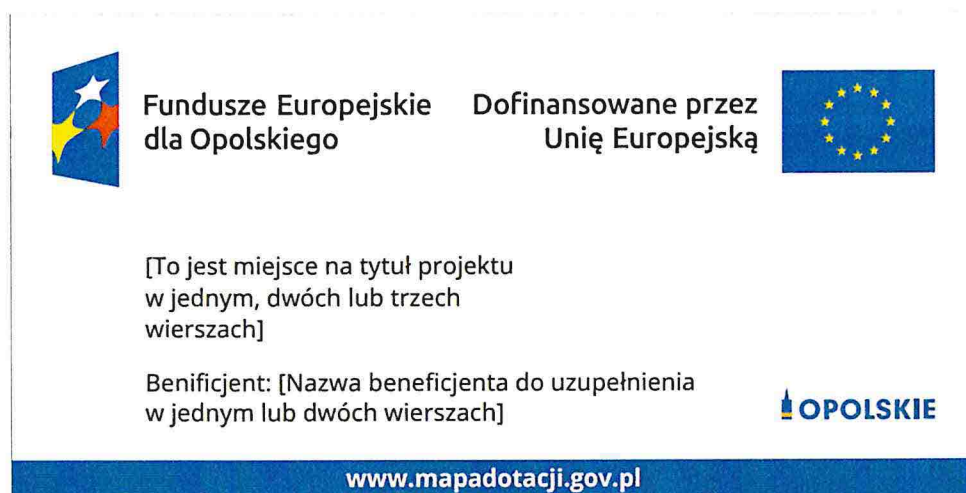 Fundusze Europejskie
dla Opolskiego
Dofinansowane przez
Unię Europejską
[To jest miejsce na tytuł projektu
w jednym, dwóch lub trzech
wierszach]
Benificjent: [Nazwa beneficjenta do uzupełnienia
w jednym lub dwóch wierszach]
OPOLSKIE
www.mapadotacji.gov.pl